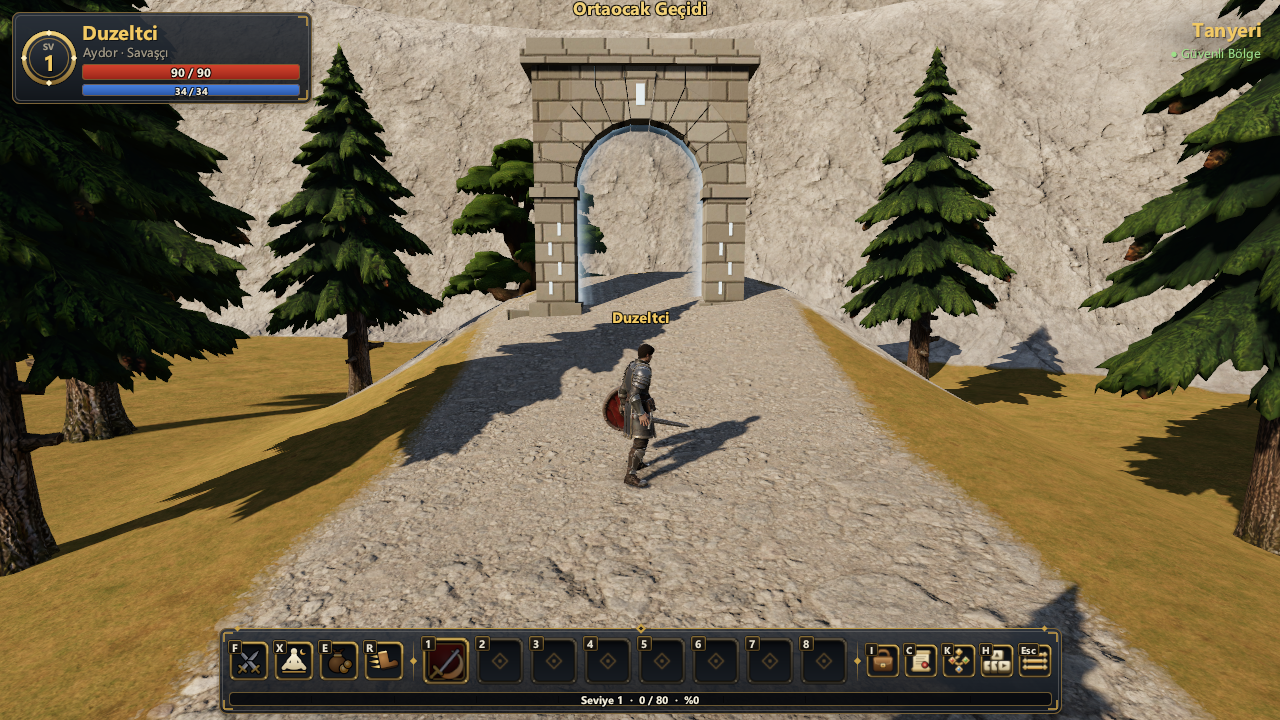 Ortaocak Geçidi
Duzeltci
SV
1
Aydor · Savaşçı
90 / 90
34 / 34
Tanyeri
Güvenli Bölge
Duzeltci
F X E R 1 2 3 4 5 6 7 8 I C K H Esc
Seviye 1 · 0 / 80 · %0